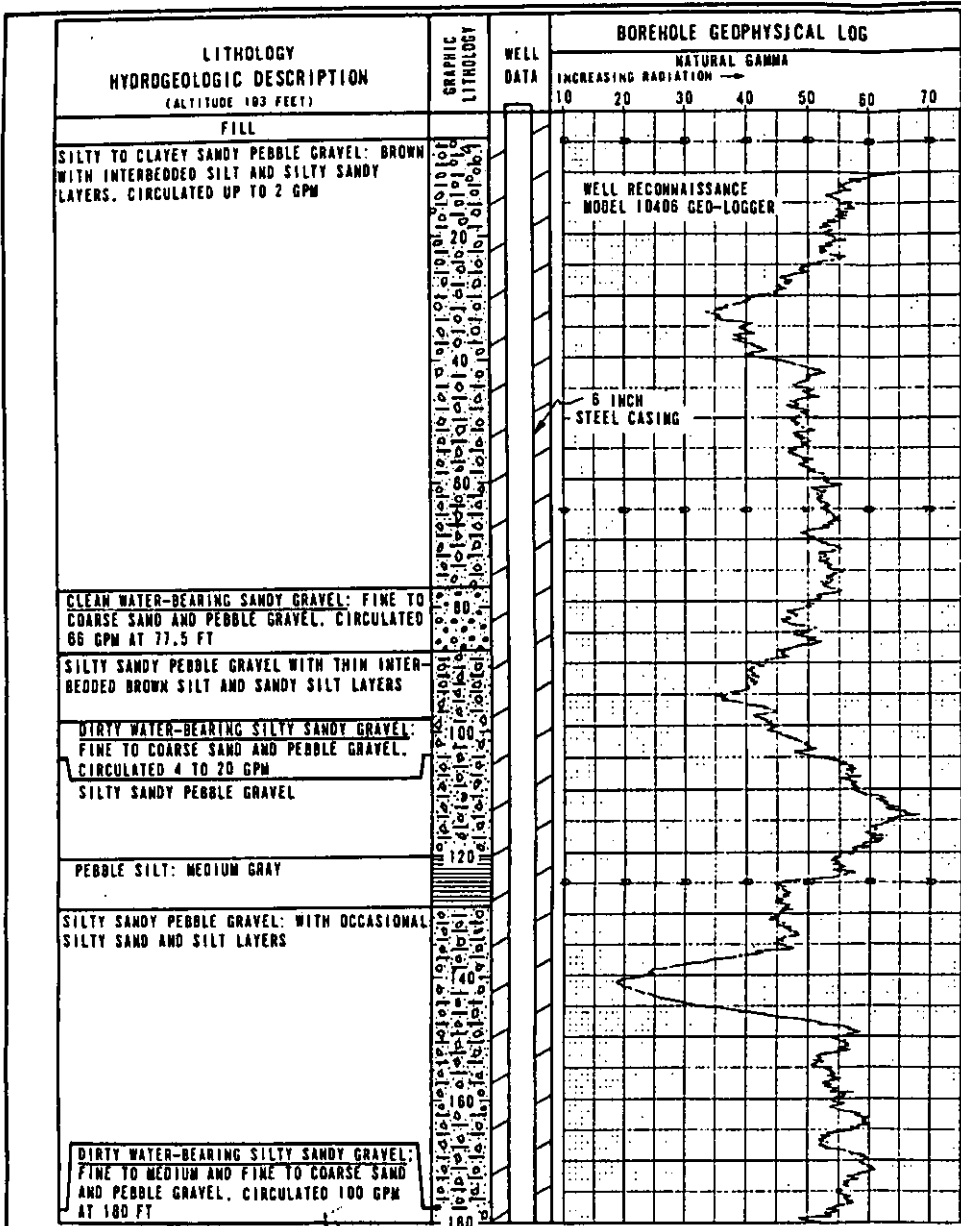 LITHOLOGY
HYDROGEOLOGIC DESCRIPTION
(ALTITUDE 193 FEET)
GRAPHIC
LITHOLOGY
WELL
DATA
BOREHOLE GEOPHYSICAL LOG
NATURAL GAMMA
INCREASING RADIATION →
10 20 30 40 50 60 70
FILL
SILTY TO CLAYEY SANDY PEBBLE GRAVEL: BROWN
WITH INTERBEDDED SILT AND SILTY SANDY
LAYERS. CIRCULATED UP TO 2 GPM
WELL RECONNAISSANCE
MODEL 10406 GEO-LOGGER
20
40
6 INCH
STEEL CASING
60
CLEAN WATER-BEARING SANDY GRAVEL: FINE TO
COARSE SAND AND PEBBLE GRAVEL. CIRCULATED
66 GPM AT 77.5 FT
80
SILTY SANDY PEBBLE GRAVEL WITH THIN INTER-
BEDDED BROWN SILT AND SANDY SILT LAYERS
DIRTY WATER-BEARING SILTY SANDY GRAVEL:
FINE TO COARSE SAND AND PEBBLE GRAVEL.
CIRCULATED 4 TO 20 GPM
100
SILTY SANDY PEBBLE GRAVEL
120
PEBBLE SILT: MEDIUM GRAY
SILTY SANDY PEBBLE GRAVEL: WITH OCCASIONAL
SILTY SAND AND SILT LAYERS
40
160
DIRTY WATER-BEARING SILTY SANDY GRAVEL:
FINE TO MEDIUM AND FINE TO COARSE SAND
AND PEBBLE GRAVEL. CIRCULATED 100 GPM
AT 180 FT
180